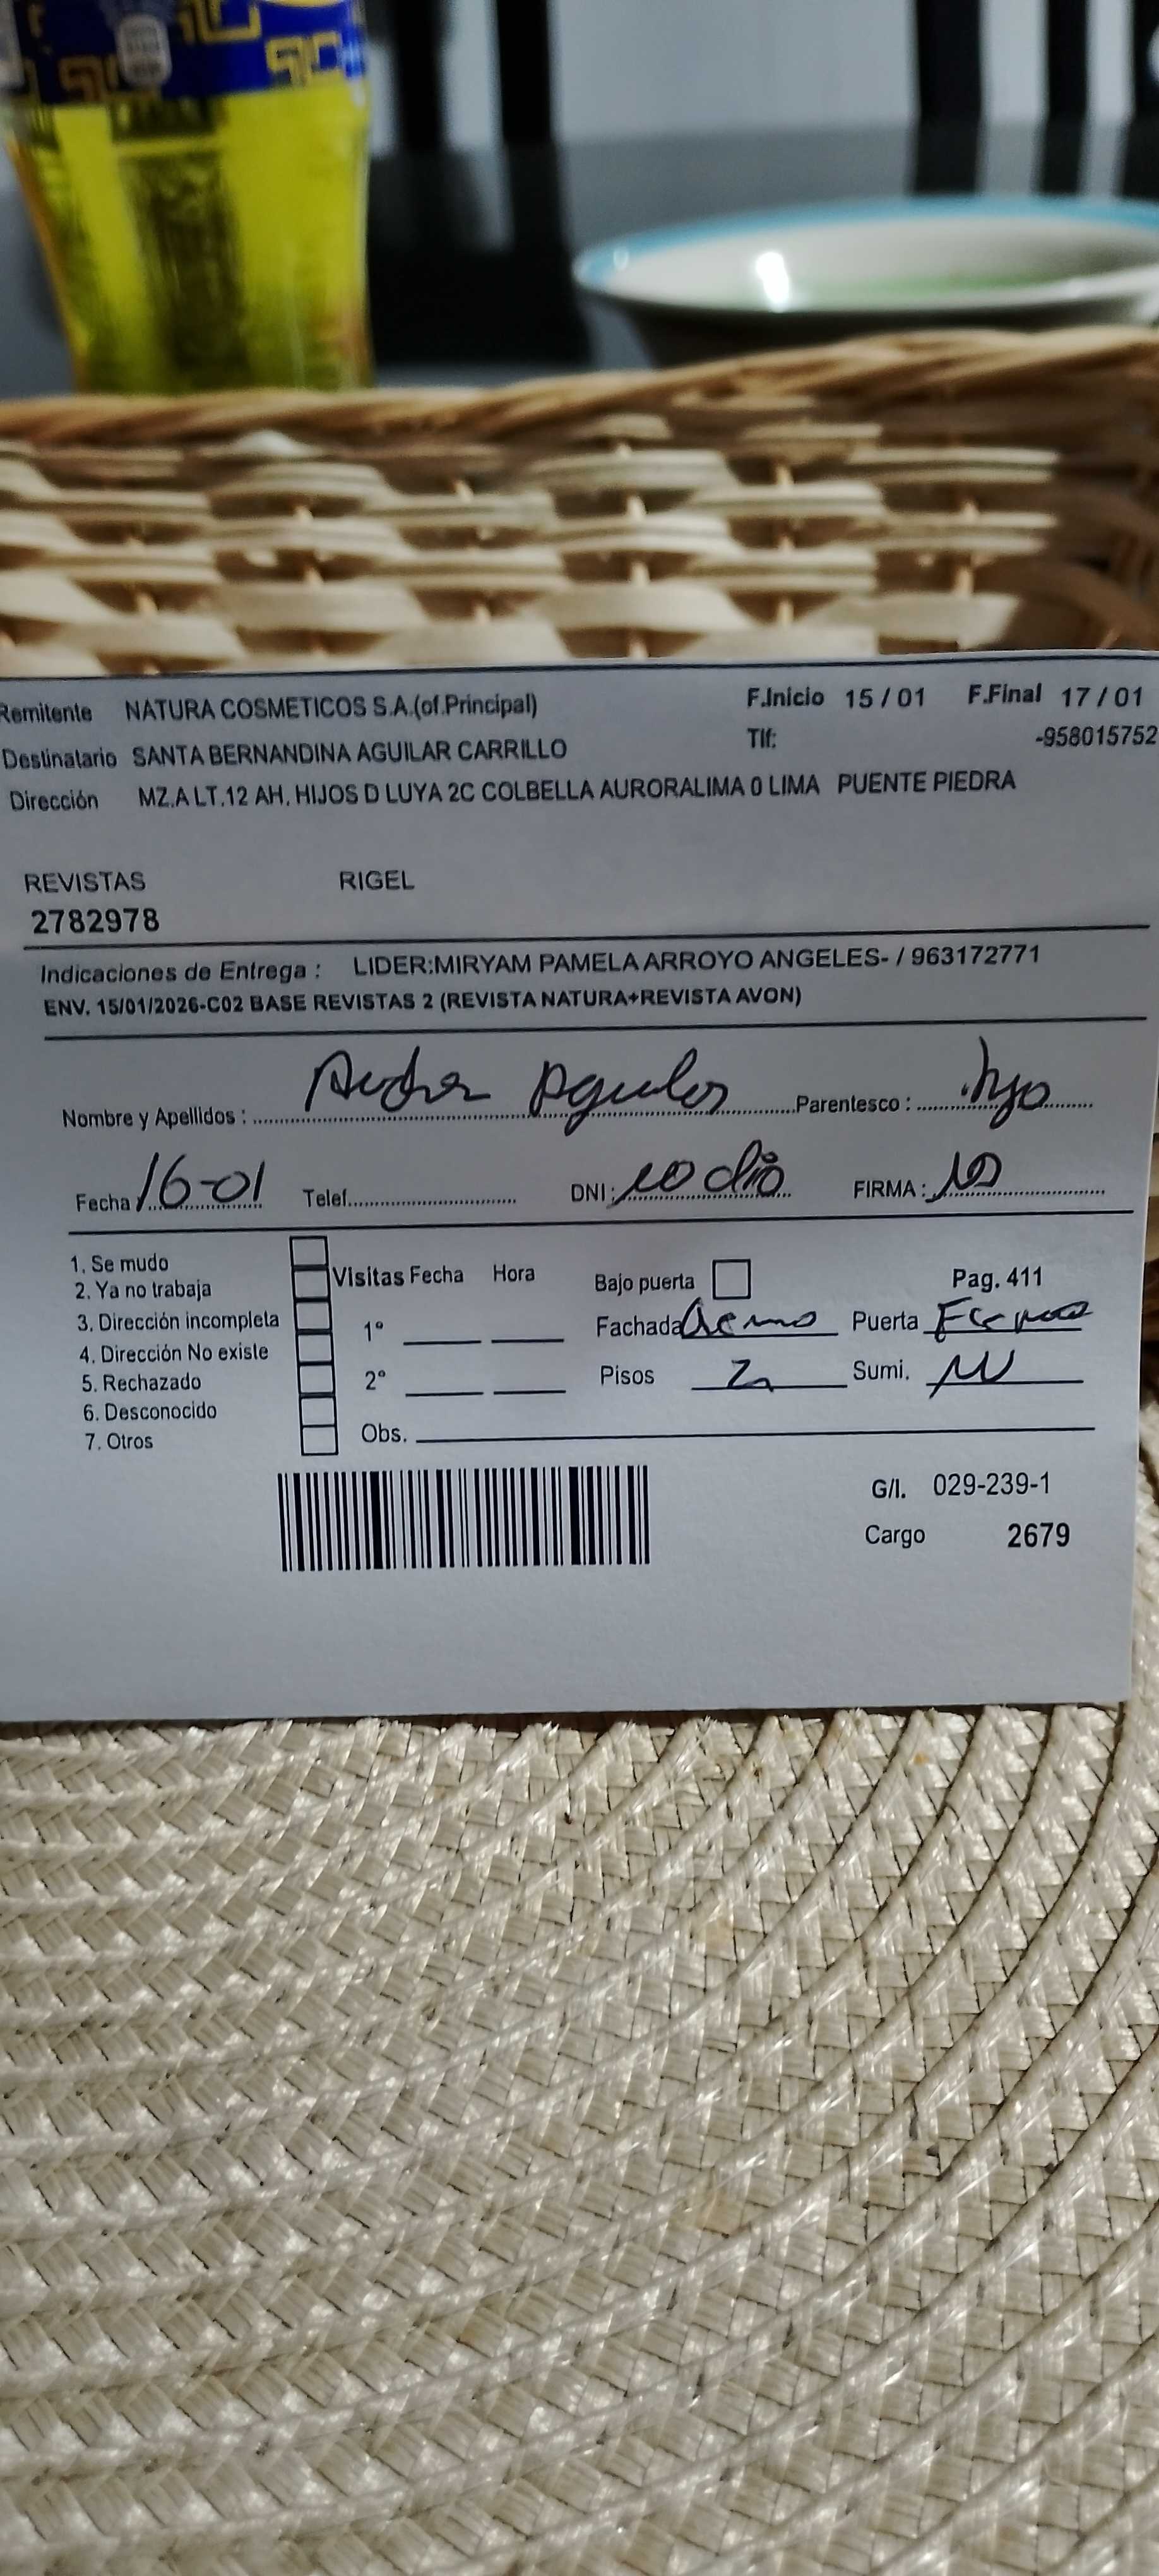 Remitente NATURA COSMETICOS S.A.(of.Principal) F.Inicio 15 / 01 F.Final 17 / 01
Destinatario SANTA BERNANDINA AGUILAR CARRILLO Tlf: -958015752
Dirección MZ.A LT.12 AH. HIJOS D LUYA 2C COLBELLA AURORALIMA 0 LIMA PUENTE PIEDRA
REVISTAS RIGEL
2782978
Indicaciones de Entrega : LIDER:MIRYAM PAMELA ARROYO ANGELES- / 963172771
ENV. 15/01/2026-C02 BASE REVISTAS 2 (REVISTA NATURA+REVISTA AVON)
Nombre y Apellidos : Aguilar Parentesco : hijo
Fecha 16-01 Telef. DNI: no dio FIRMA :
1. Se mudo
2. Ya no trabaja Visitas Fecha Hora Bajo puerta Pag. 411
3. Dirección incompleta 1° Fachada Puerta
4. Dirección No existe
5. Rechazado 2° Pisos 2 Sumi.
6. Desconocido
7. Otros Obs.
G/I. 029-239-1
Cargo 2679